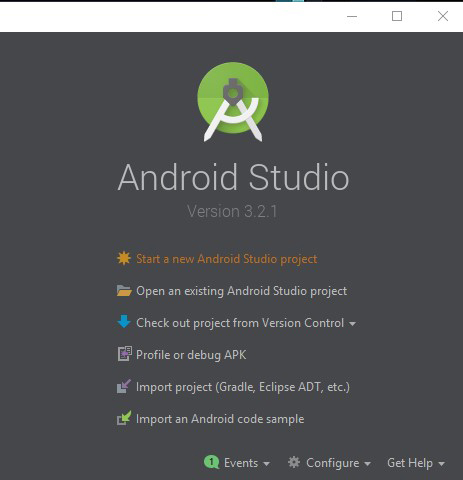 Android Studio
Version 3.2.1
Start a new Android Studio project
Open an existing Android Studio project
Check out project from Version Control
Profile or debug APK
Import project (Gradle, Eclipse ADT, etc.)
Import an Android code sample
1 Events Configure Get Help